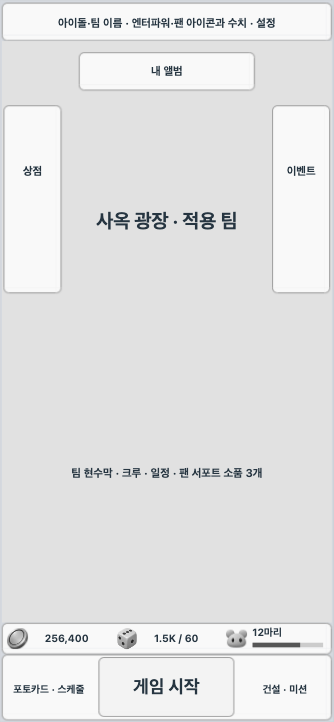 아이돌·팀 이름 · 엔터파워·팬 아이콘과 수치 · 설정
내 앨범
상점
이벤트
사옥 광장 · 적용 팀
팀 현수막 · 크루 · 일정 · 팬 서포트 소품 3개
256,400
1.5K / 60
12마리
포토카드 · 스케줄
게임 시작
건설 · 미션